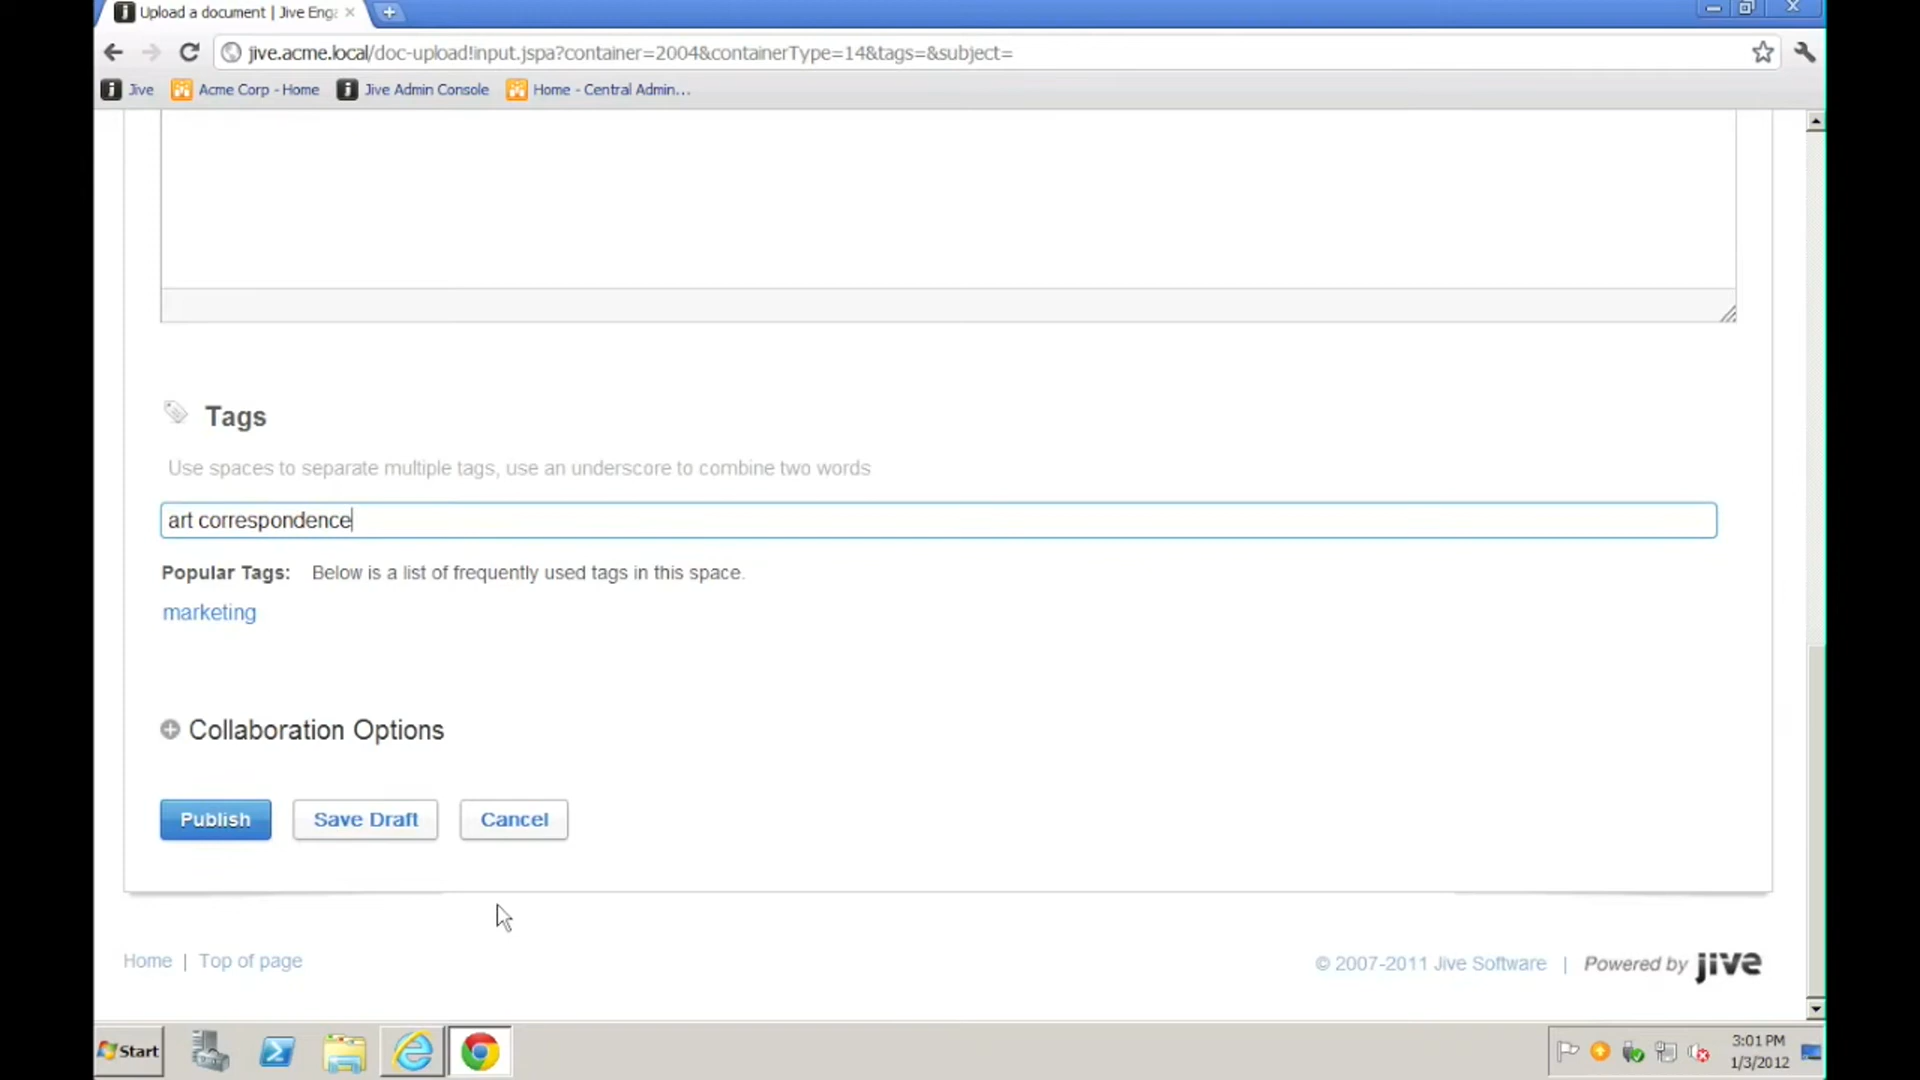 Upload a document | Jive Eng
jive.acme.local/doc-upload!input.jspa?container=2004&containerType=14&tags=&subject=
Jive
Acme Corp - Home
Jive Admin Console
Home - Central Admin...
Tags
Use spaces to separate multiple tags, use an underscore to combine two words
art correspondence
Popular Tags: Below is a list of frequently used tags in this space.
marketing
Collaboration Options
Publish
Save Draft
Cancel
Home | Top of page
© 2007-2011 Jive Software | Powered by jive
Start
3:01 PM
1/3/2012